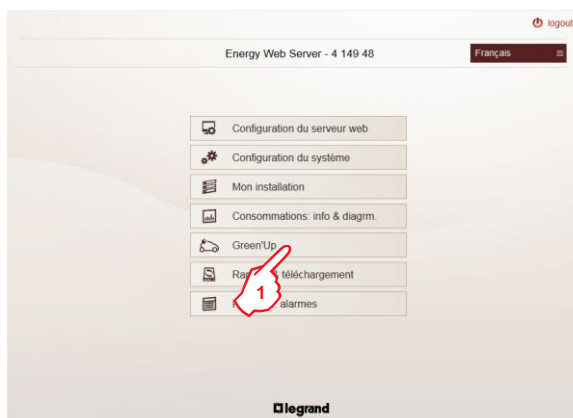 logout
Energy Web Server - 4 149 48
Français
Configuration du serveur web
Configuration du système
Mon installation
Consommations: info & diagrm.
Green'Up
téléchargement
alarmes
1
legrand